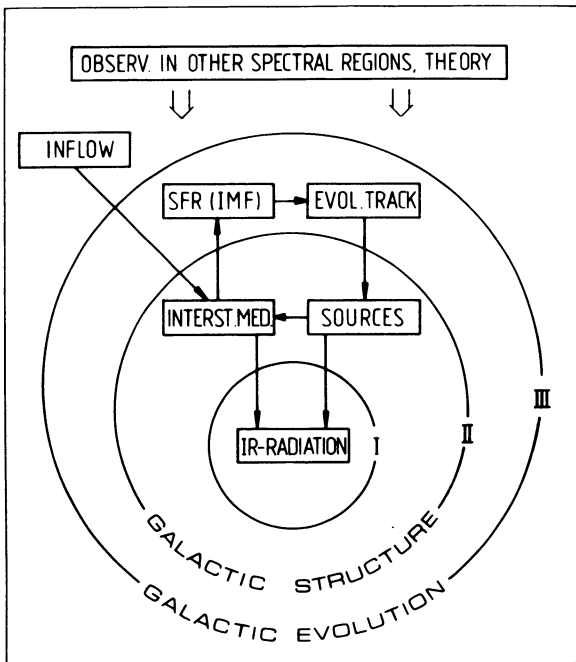 OBSERV. IN OTHER SPECTRAL REGIONS, THEORY
INFLOW
SFR (IMF)
EVOL. TRACK
INTERST. MED.
SOURCES
IR-RADIATION
I
II
III
GALACTIC STRUCTURE
GALACTIC EVOLUTION